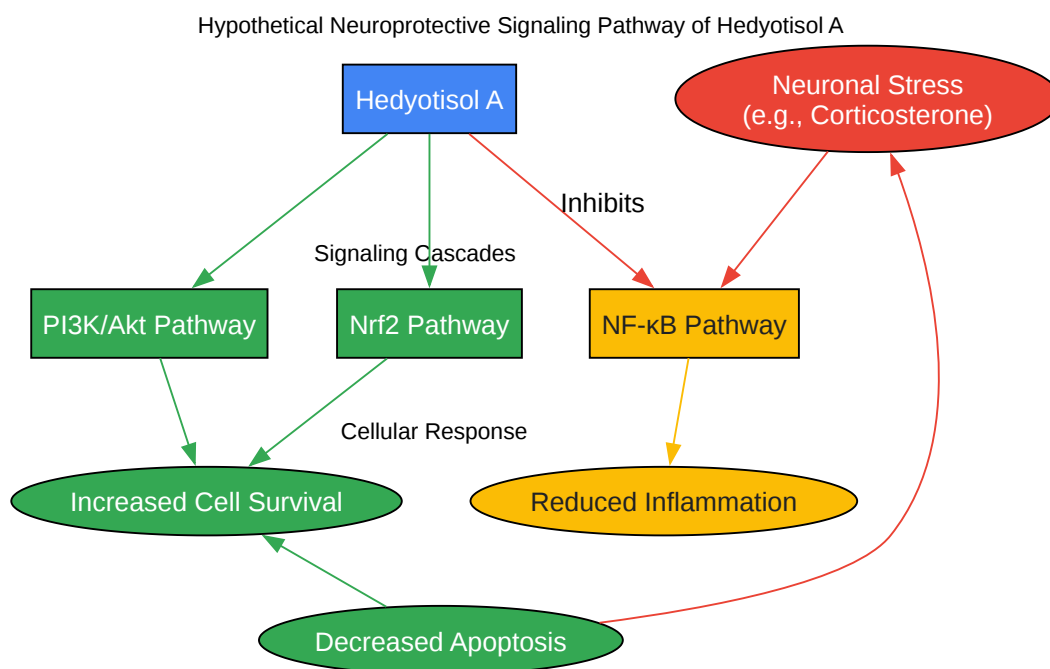 Hypothetical Neuroprotective Signaling Pathway of Hedyotisol A
Hedyotisol A
Neuronal Stress
(e.g., Corticosterone)
Inhibits
Signaling Cascades
PI3K/Akt Pathway
Nrf2 Pathway
NF-κB Pathway
Cellular Response
Increased Cell Survival
Reduced Inflammation
Decreased Apoptosis